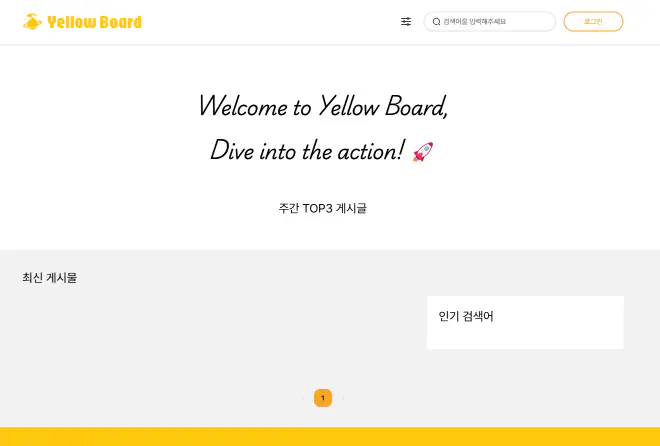 Yellow Board
검색어를 입력해주세요
로그인
Welcome to Yellow Board,
Dive into the action! 🚀
주간 TOP3 게시글
최신 게시물
인기 검색어
1